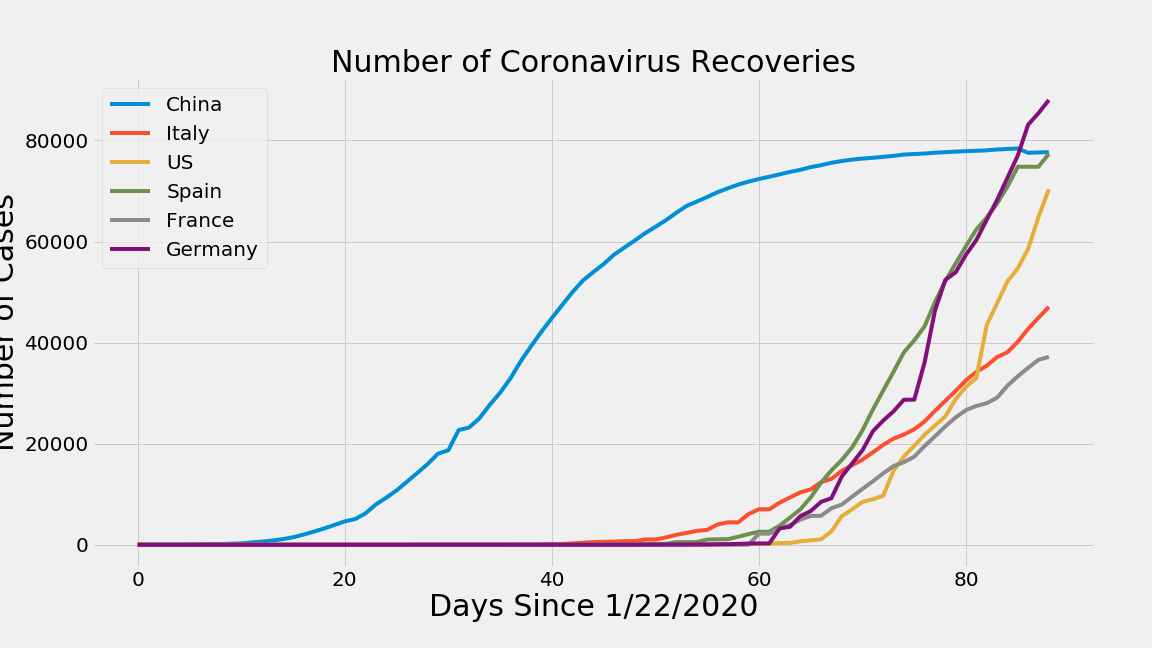 Number of Coronavirus Recoveries
China
Italy
US
Spain
France
Germany
Number of Cases
80000
60000
40000
20000
0
0 20 40 60 80
Days Since 1/22/2020